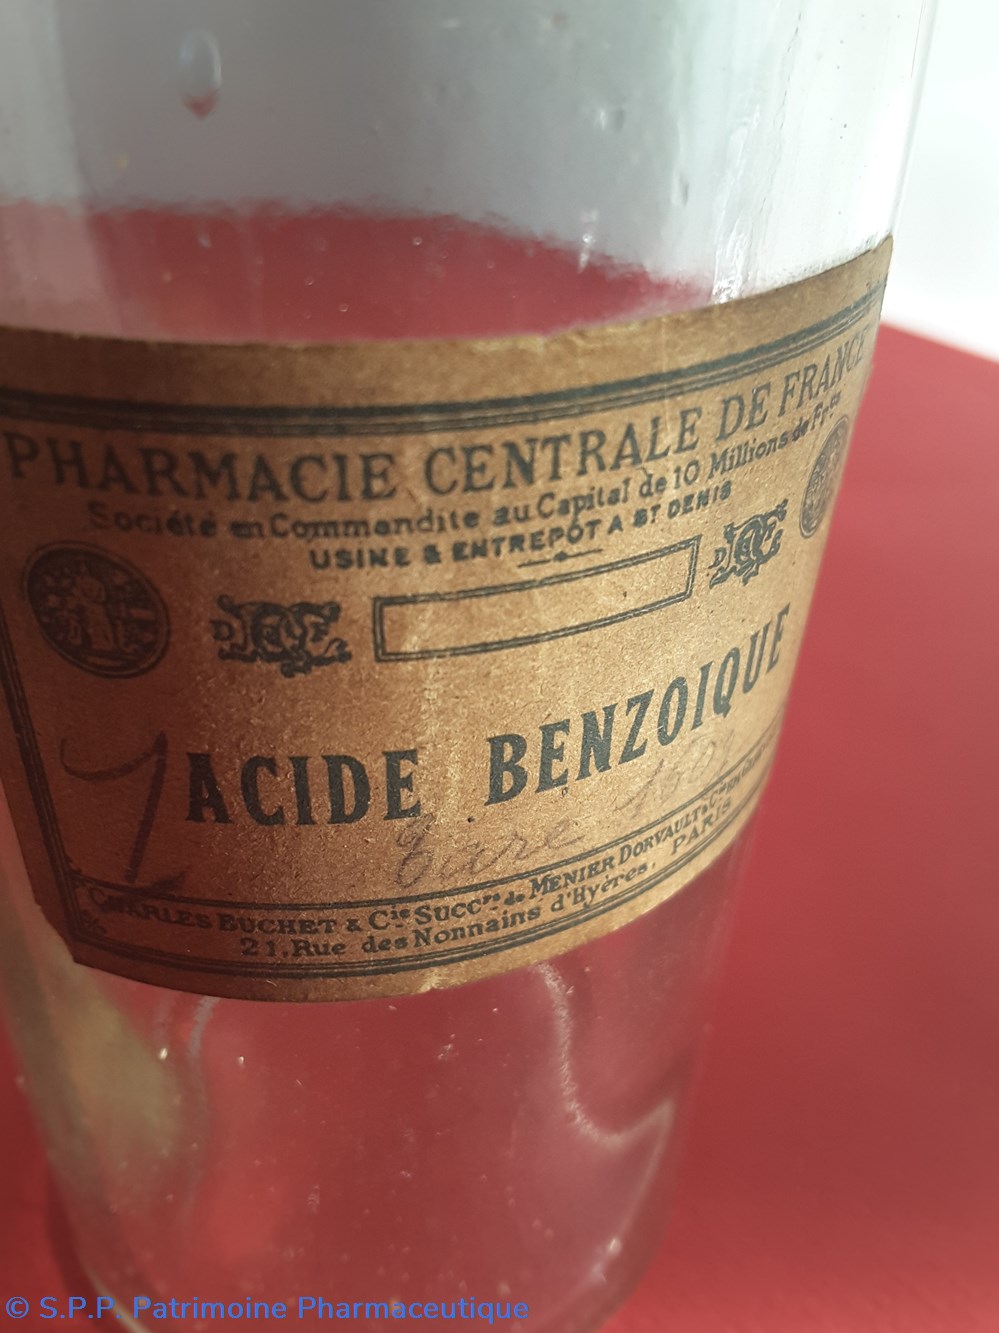 PHARMACIE CENTRALE DE FRANCE
Société en Commandite au Capital de 10 Millions de Frcs
USINE & ENTREPÔT A ST DENIS
ACIDE BENZOIQUE
Tare
CHARLES BUCHET & Cie SUCCrs de MENIER DORVAULT & Cie
21, Rue des Nonnains d'Hyères, PARIS
© S.P.P. Patrimoine Pharmaceutique